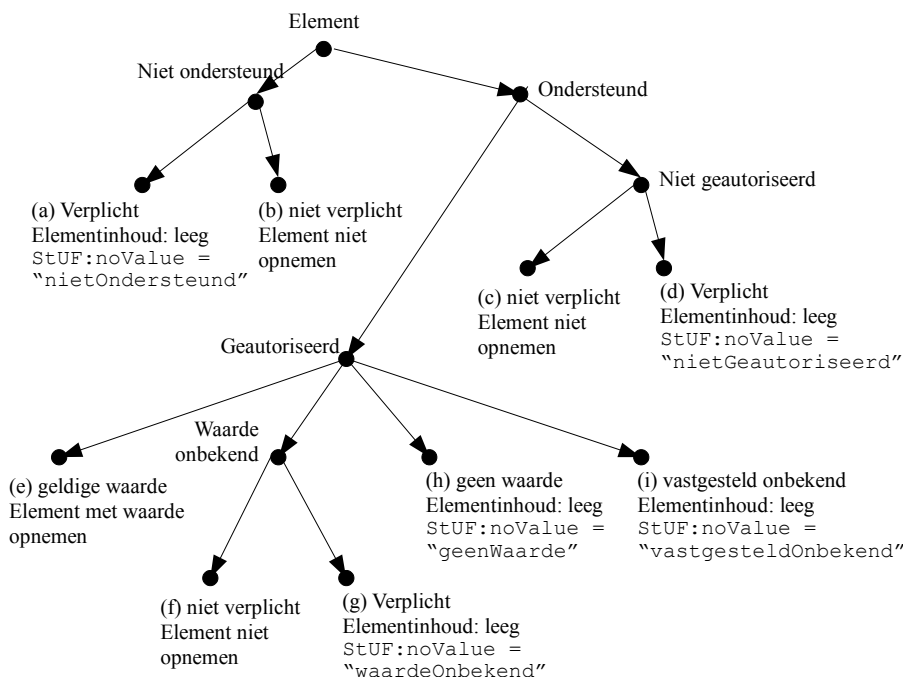 Element
Niet ondersteund
Ondersteund
Niet geautoriseerd
(a) Verplicht
Elementinhoud: leeg
StUF:noValue =
“nietOndersteund”
(b) niet verplicht
Element niet
opnemen
(c) niet verplicht
Element niet
opnemen
(d) Verplicht
Elementinhoud: leeg
StUF:noValue =
“nietGeautoriseerd”
Geautoriseerd
Waarde
onbekend
(e) geldige waarde
Element met waarde
opnemen
(h) geen waarde
Elementinhoud: leeg
StUF:noValue =
“geenWaarde”
(i) vastgesteld onbekend
Elementinhoud: leeg
StUF:noValue =
“vastgesteldOnbekend”
(f) niet verplicht
Element niet
opnemen
(g) Verplicht
Elementinhoud: leeg
StUF:noValue =
“waardeOnbekend”